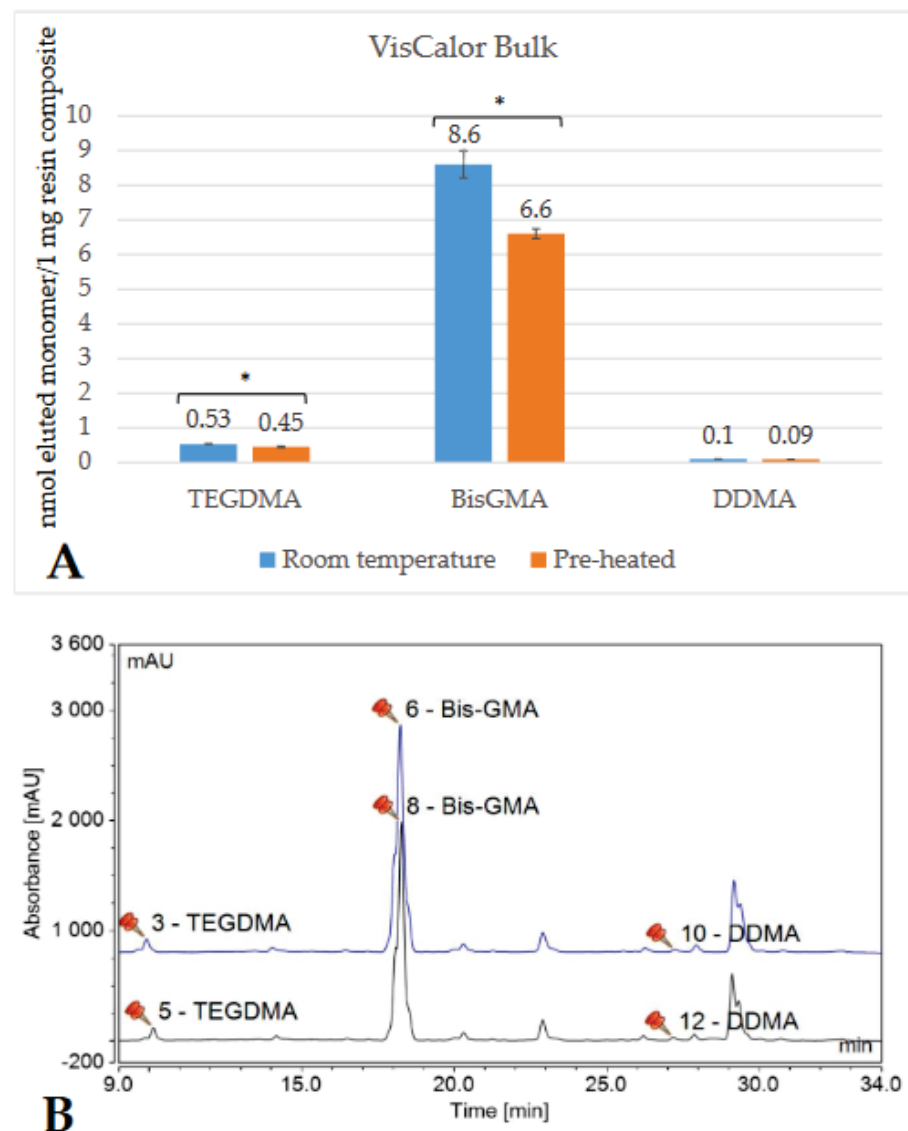 VisCalor Bulk
nmol eluted monomer/1 mg resin composite
10
9
8
7
6
5
4
3
2
1
0
*
*
0.53
0.45
8.6
6.6
0.1
0.09
TEGDMA BisGMA DDMA
Room temperature Pre-heated
A
3 600
mAU
3 000
2 000
1 000
-200
Absorbance [mAU]
6 - Bis-GMA
8 - Bis-GMA
3 - TEGDMA
10 - DDMA
5 - TEGDMA
12 - DDMA
min
9.0 15.0 20.0 25.0 30.0 34.0
Time [min]
B